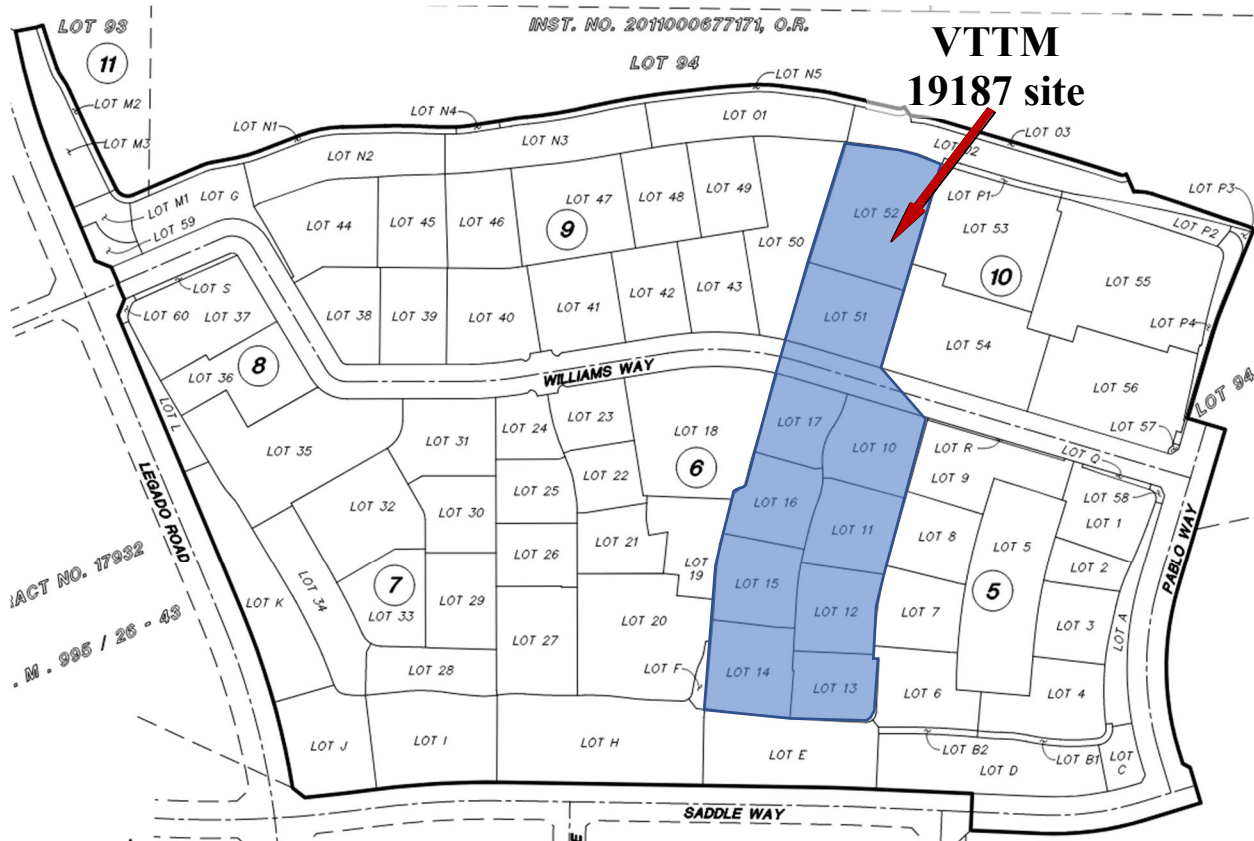 LOT 93
11
INST. NO. 2011000677171, O.R.
LOT 94
VTTM
19187 site
LOT M2
LOT M3
LOT N1
LOT N4
LOT N5
LOT N2
LOT N3
LOT O1
LOT O3
O2
LOT M1
LOT G
LOT 59
LOT P1
LOT P3
LOT P2
LOT 44
LOT 45
LOT 46
LOT 47
9
LOT 48
LOT 49
LOT 50
LOT 52
LOT 53
10
LOT 55
LOT S
LOT 60
LOT 37
LOT 38
LOT 39
LOT 40
LOT 41
LOT 42
LOT 43
LOT 51
LOT 54
LOT P4
LOT 56
LOT 94
LOT 36
8
WILLIAMS WAY
LOT L
LOT 35
LOT 31
LOT 24
LOT 23
LOT 18
6
LOT 17
LOT 10
LOT R
LOT 9
LOT Q
LOT 57
LOT 58
LOT 1
LEGADO ROAD
LOT 32
LOT 30
LOT 25
LOT 22
LOT 16
LOT 11
LOT 8
LOT 5
LOT 2
PABLO WAY
ACT NO. 17932
. M . 995 / 26 - 43
LOT K
LOT 34
7
LOT 33
LOT 29
LOT 26
LOT 21
LOT
19
LOT 15
LOT 12
LOT 7
5
LOT 3
LOT A
LOT 27
LOT 20
LOT 28
LOT F
LOT 14
LOT 13
LOT 6
LOT 4
LOT J
LOT I
LOT H
LOT E
LOT B2
LOT D
LOT B1
LOT
C
SADDLE WAY